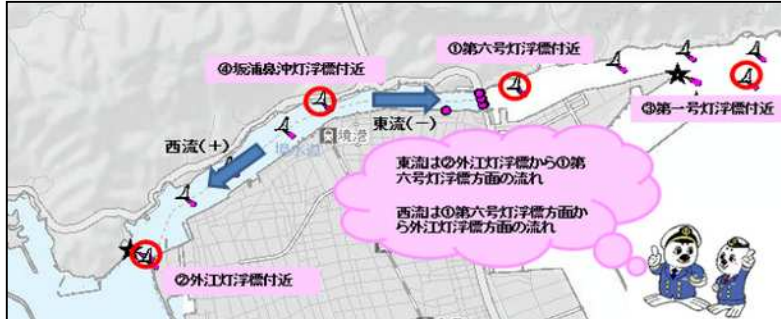 ①第六号灯浮標付近
④坂浦鼻沖灯浮標付近
③第一号灯浮標付近
東流(－)
西流(＋)
境港
境水道
東流は②外江灯浮標から①第
六号灯浮標方面の流れ
西流は①第六号灯浮標方面か
ら外江灯浮標方面の流れ
②外江灯浮標付近